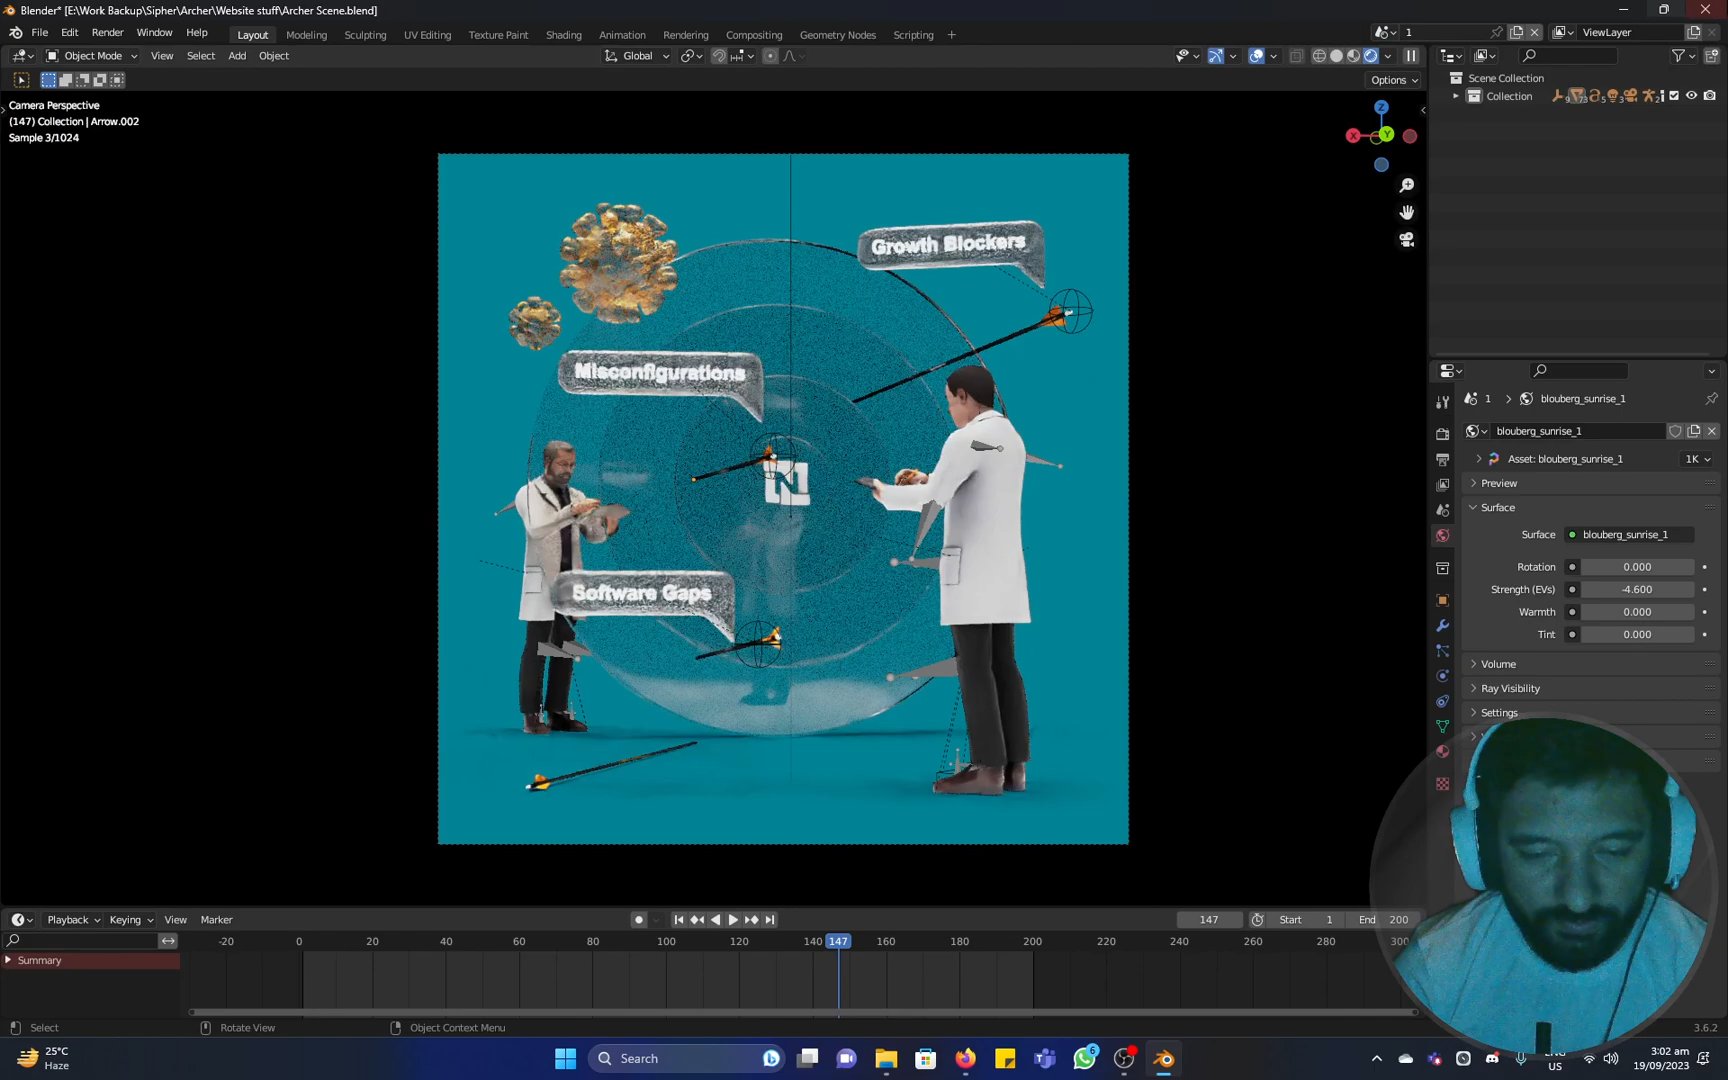 Blender* [E:\Work Backup\Sipher\Archer\Website stuff\Archer Scene.blend]
File Edit Render Window Help Layout Modeling Sculpting UV Editing Texture Paint Shading Animation Rendering Compositing Geometry Nodes Scripting + 1 ViewLayer
Object Mode View Select Add Object Global
Options
Camera Perspective
(147) Collection | Arrow.002
Sample 3/1024
Z
X
Y
Growth Blockers
Misconfigurations
N
Software Gaps
Scene Collection
Collection
1 > blouberg_sunrise_1
blouberg_sunrise_1
Asset: blouberg_sunrise_1 1K
Preview
Surface
Surface blouberg_sunrise_1
Rotation 0.000
Strength (EVs) -4.600
Warmth 0.000
Tint 0.000
Volume
Ray Visibility
Settings
Playback Keying View Marker 147 Start 1 End 200
-20 0 20 40 60 80 100 120 140 147 160 180 200 220 240 260 280 300
Summary
Select Rotate View Object Context Menu 3.6.2
25°C
Haze
Search
6
US
3:02 am
19/09/2023